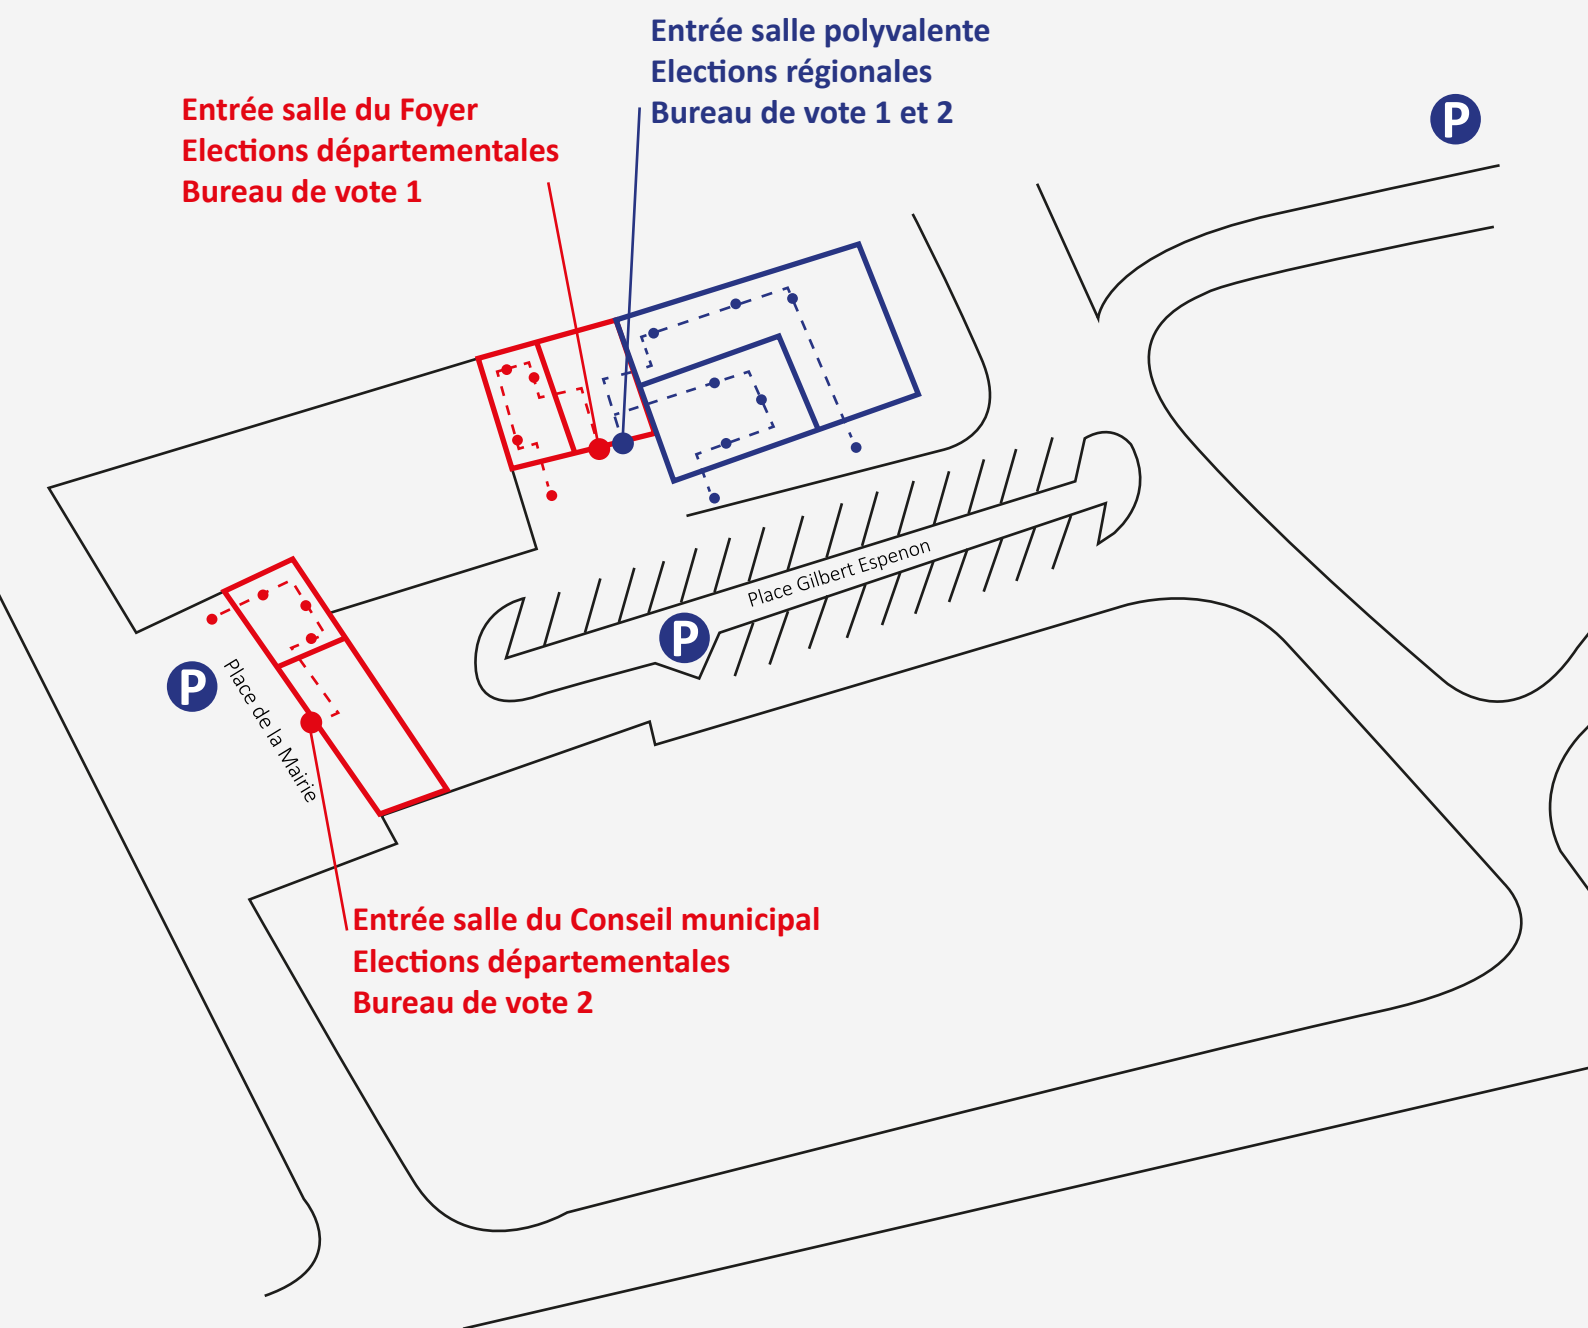 Entrée salle polyvalente
Elections régionales
Bureau de vote 1 et 2
Entrée salle du Foyer
Elections départementales
Bureau de vote 1
P
Place Gilbert Espenon
P
P
Place de la Mairie
Entrée salle du Conseil municipal
Elections départementales
Bureau de vote 2